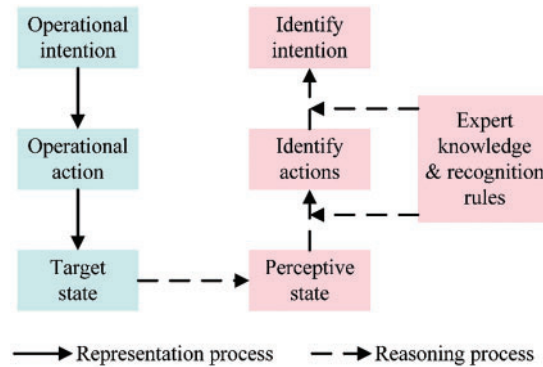 Operational
intention
Identify
intention
Operational
action
Identify
actions
Expert
knowledge
& recognition
rules
Target
state
Perceptive
state
Representation process
Reasoning process